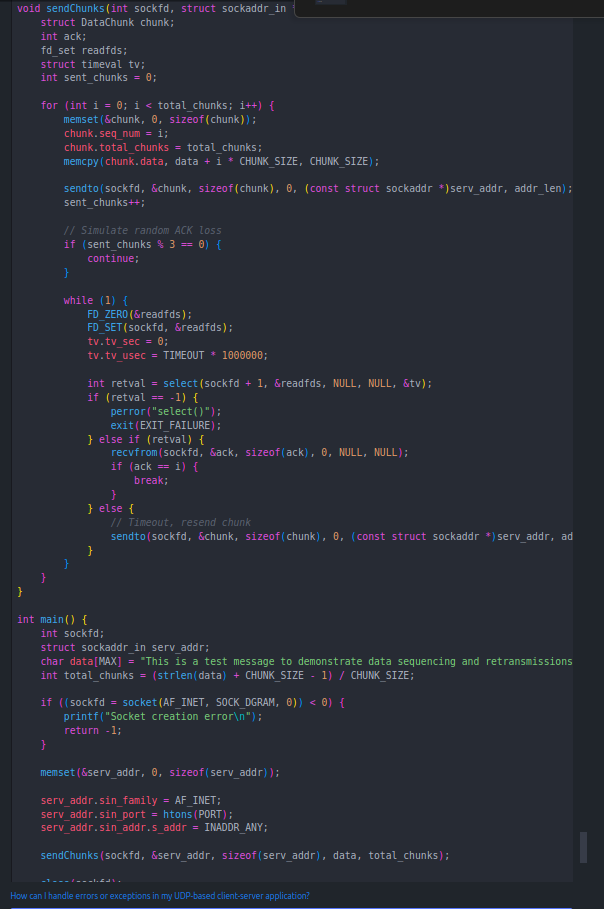 void sendChunks(int sockfd, struct sockaddr_in
    struct DataChunk chunk;
    int ack;
    fd_set readfds;
    struct timeval tv;
    int sent_chunks = 0;

    for (int i = 0; i < total_chunks; i++) {
        memset(&chunk, 0, sizeof(chunk));
        chunk.seq_num = i;
        chunk.total_chunks = total_chunks;
        memcpy(chunk.data, data + i * CHUNK_SIZE, CHUNK_SIZE);

        sendto(sockfd, &chunk, sizeof(chunk), 0, (const struct sockaddr *)serv_addr, addr_len);
        sent_chunks++;

        // Simulate random ACK loss
        if (sent_chunks % 3 == 0) {
            continue;
        }

        while (1) {
            FD_ZERO(&readfds);
            FD_SET(sockfd, &readfds);
            tv.tv_sec = 0;
            tv.tv_usec = TIMEOUT * 1000000;

            int retval = select(sockfd + 1, &readfds, NULL, NULL, &tv);
            if (retval == -1) {
                perror("select()");
                exit(EXIT_FAILURE);
            } else if (retval) {
                recvfrom(sockfd, &ack, sizeof(ack), 0, NULL, NULL);
                if (ack == i) {
                    break;
                }
            } else {
                // Timeout, resend chunk
                sendto(sockfd, &chunk, sizeof(chunk), 0, (const struct sockaddr *)serv_addr, ad
            }
        }
    }
}

int main() {
    int sockfd;
    struct sockaddr_in serv_addr;
    char data[MAX] = "This is a test message to demonstrate data sequencing and retransmissions
    int total_chunks = (strlen(data) + CHUNK_SIZE - 1) / CHUNK_SIZE;

    if ((sockfd = socket(AF_INET, SOCK_DGRAM, 0)) < 0) {
        printf("Socket creation error\n");
        return -1;
    }

    memset(&serv_addr, 0, sizeof(serv_addr));

    serv_addr.sin_family = AF_INET;
    serv_addr.sin_port = htons(PORT);
    serv_addr.sin_addr.s_addr = INADDR_ANY;

    sendChunks(sockfd, &serv_addr, sizeof(serv_addr), data, total_chunks);

How can I handle errors or exceptions in my UDP-based client-server application?